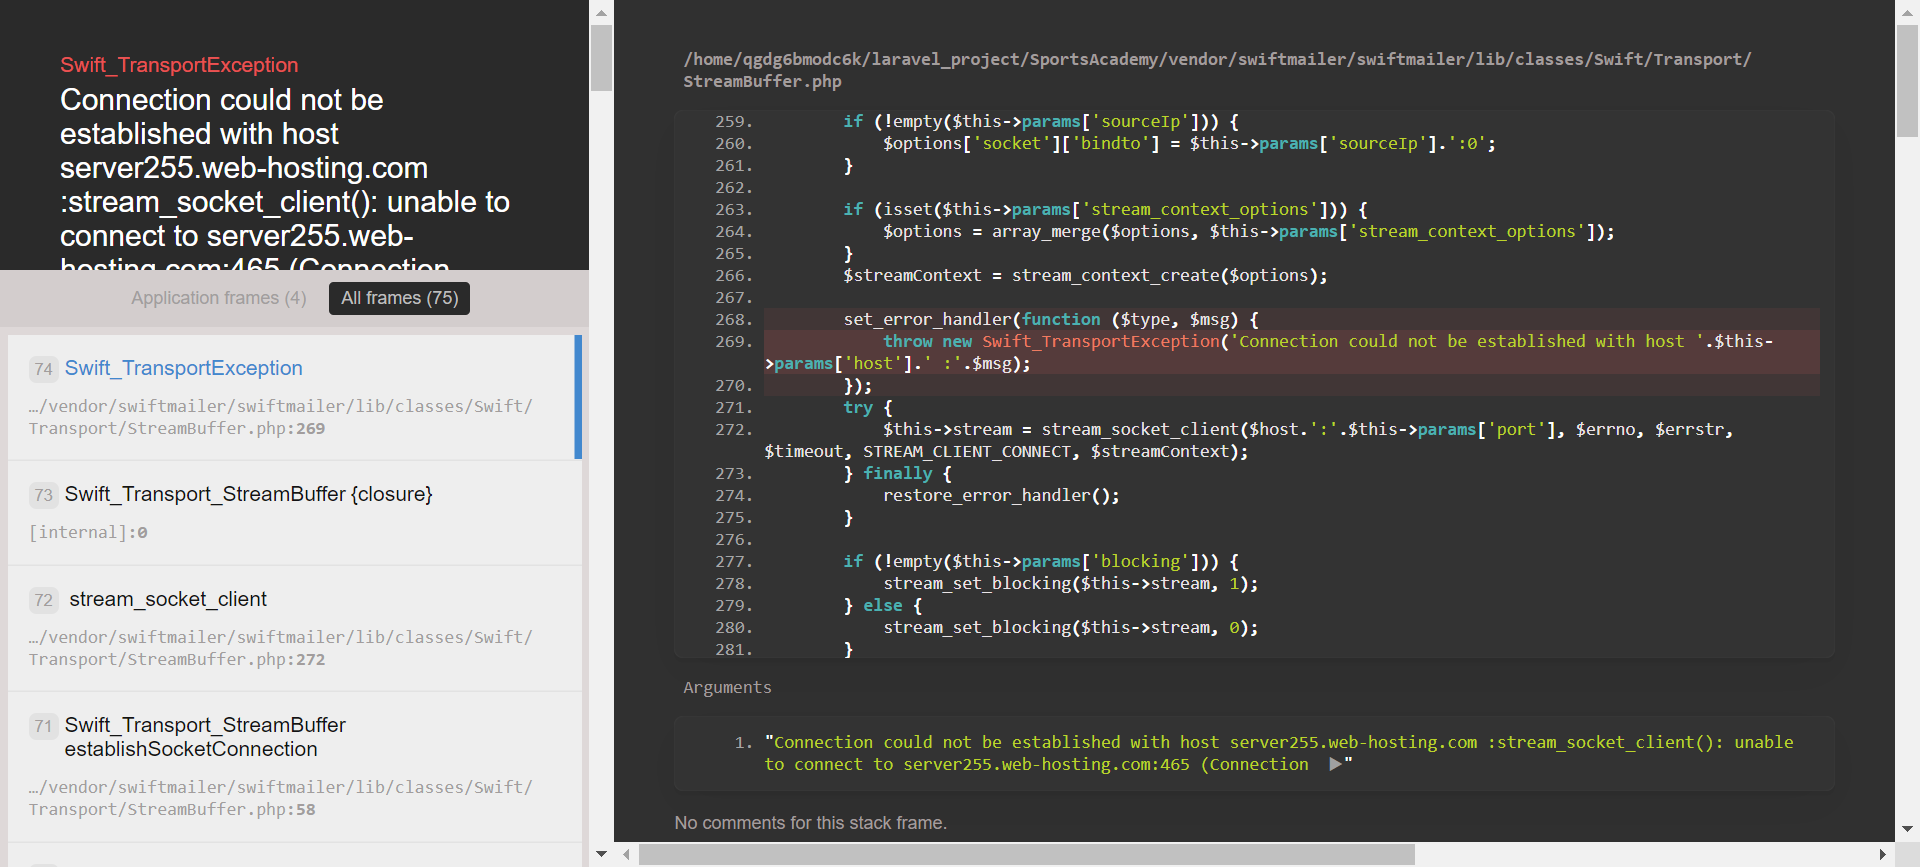 Swift_TransportException
Connection could not be
established with host
server255.web-hosting.com
:stream_socket_client(): unable to
connect to server255.web-
hosting.com:465 (Connection
Application frames (4)
All frames (75)
74 Swift_TransportException
…/vendor/swiftmailer/swiftmailer/lib/classes/Swift/
Transport/StreamBuffer.php:269
73 Swift_Transport_StreamBuffer {closure}
[internal]:0
72 stream_socket_client
…/vendor/swiftmailer/swiftmailer/lib/classes/Swift/
Transport/StreamBuffer.php:272
71 Swift_Transport_StreamBuffer
establishSocketConnection
…/vendor/swiftmailer/swiftmailer/lib/classes/Swift/
Transport/StreamBuffer.php:58
/home/qgdg6bmodc6k/laravel_project/SportsAcademy/vendor/swiftmailer/swiftmailer/lib/classes/Swift/Transport/
StreamBuffer.php
259. if (!empty($this->params['sourceIp'])) {
260. $options['socket']['bindto'] = $this->params['sourceIp'].':0';
261. }
262.
263. if (isset($this->params['stream_context_options'])) {
264. $options = array_merge($options, $this->params['stream_context_options']);
265. }
266. $streamContext = stream_context_create($options);
267.
268. set_error_handler(function ($type, $msg) {
269. throw new Swift_TransportException('Connection could not be established with host '.$this-
>params['host'].' :'.$msg);
270. });
271. try {
272. $this->stream = stream_socket_client($host.':'.$this->params['port'], $errno, $errstr,
$timeout, STREAM_CLIENT_CONNECT, $streamContext);
273. } finally {
274. restore_error_handler();
275. }
276.
277. if (!empty($this->params['blocking'])) {
278. stream_set_blocking($this->stream, 1);
279. } else {
280. stream_set_blocking($this->stream, 0);
281. }
Arguments
1. "Connection could not be established with host server255.web-hosting.com :stream_socket_client(): unable
to connect to server255.web-hosting.com:465 (Connection ▶"
No comments for this stack frame.